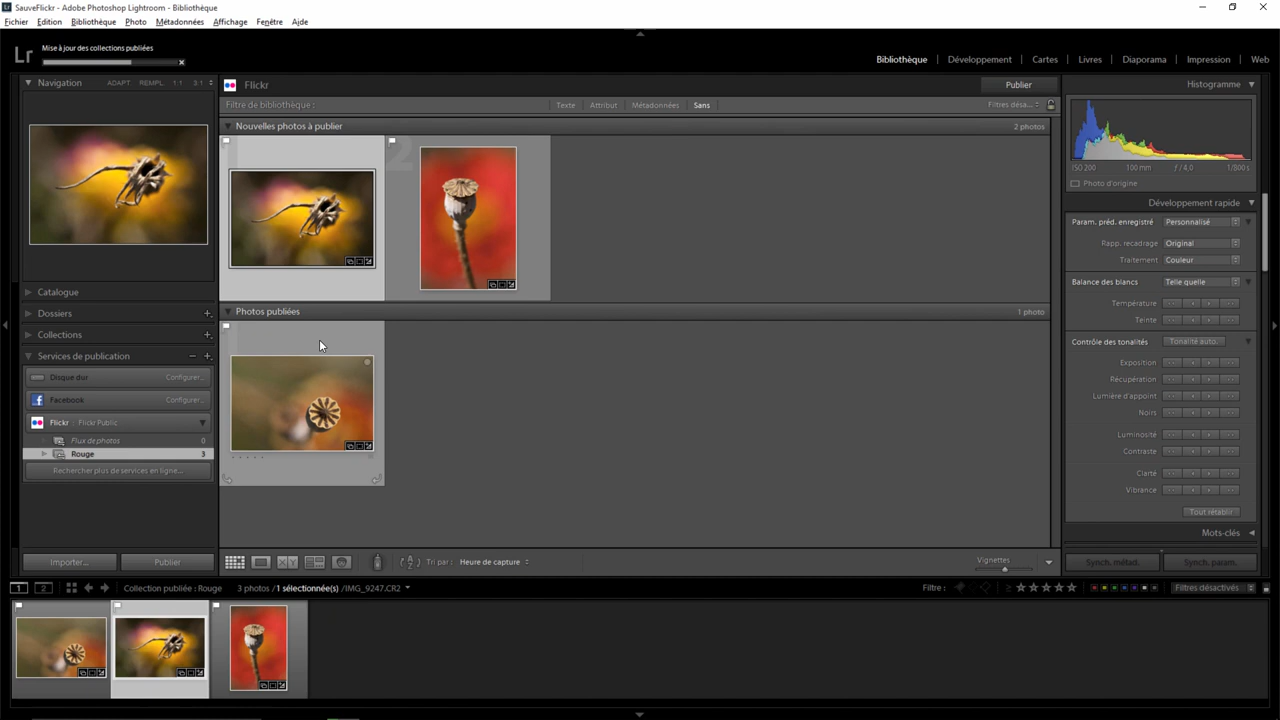 SauveFlickr - Adobe Photoshop Lightroom - Bibliothèque
Fichier Edition Bibliothèque Photo Métadonnées Affichage Fenêtre Aide
Lr
Mise à jour des collections publiées
Bibliothèque Développement Cartes Livres Diaporama Impression Web
Navigation ADAPT. REMPL. 1:1 3:1
Flickr
Publier
Histogramme
Filtre de bibliothèque :
Texte Attribut Métadonnées Sans
Filtres désa...
Nouvelles photos à publier
2 photos
2
ISO 200 100 mm ƒ / 4,0 1/800 s
Photo d'origine
Développement rapide
Param. préd. enregistré Personnalisé
Rapp. recadrage Original
Traitement Couleur
Balance des blancs Telle quelle
Température
Teinte
Contrôle des tonalités Tonalité auto.
Exposition
Récupération
Lumière d'appoint
Noirs
Luminosité
Contraste
Clarté
Vibrance
Tout rétablir
Mots-clés
Synch. métad. Synch. param.
Catalogue
Dossiers
Collections
Services de publication
Disque dur Configurer...
Facebook Configurer...
Flickr : Flickr Public
Flux de photos 0
Rouge 3
Rechercher plus de services en ligne...
Importer... Publier
Photos publiées
1 photo
Tri par : Heure de capture
Vignettes
1 2 Collection publiée : Rouge 3 photos / 1 sélectionnée(s) / IMG_9247.CR2
Filtre :
Filtres désactivés